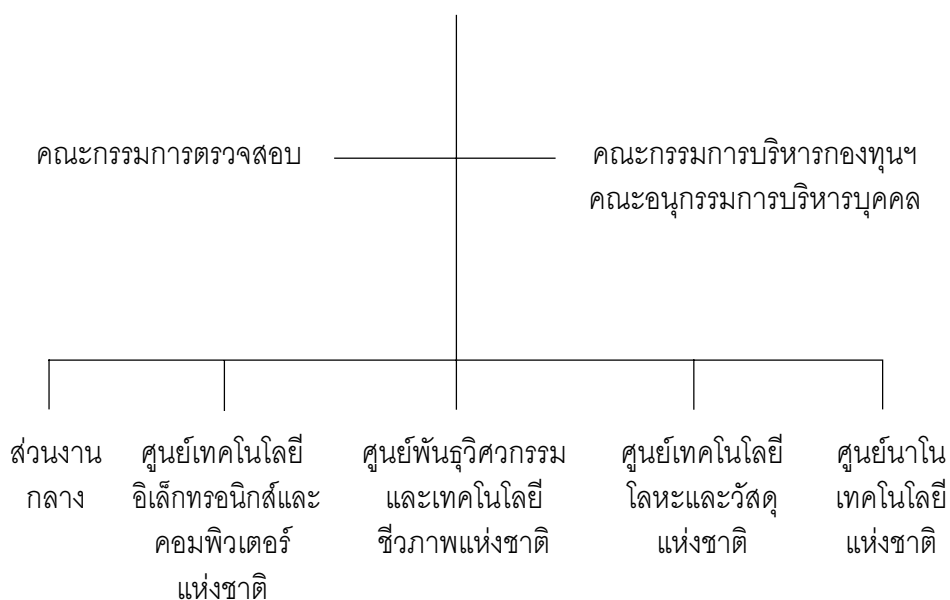 คณะกรรมการตรวจสอบ
คณะกรรมการบริหารกองทุนฯ
คณะอนุกรรมการบริหารบุคคล
ส่วนงาน
กลาง
ศูนย์เทคโนโลยี
อิเล็กทรอนิกส์และ
คอมพิวเตอร์
แห่งชาติ
ศูนย์พันธุวิศวกรรม
และเทคโนโลยี
ชีวภาพแห่งชาติ
ศูนย์เทคโนโลยี
โลหะและวัสดุ
แห่งชาติ
ศูนย์นาโน
เทคโนโลยี
แห่งชาติ